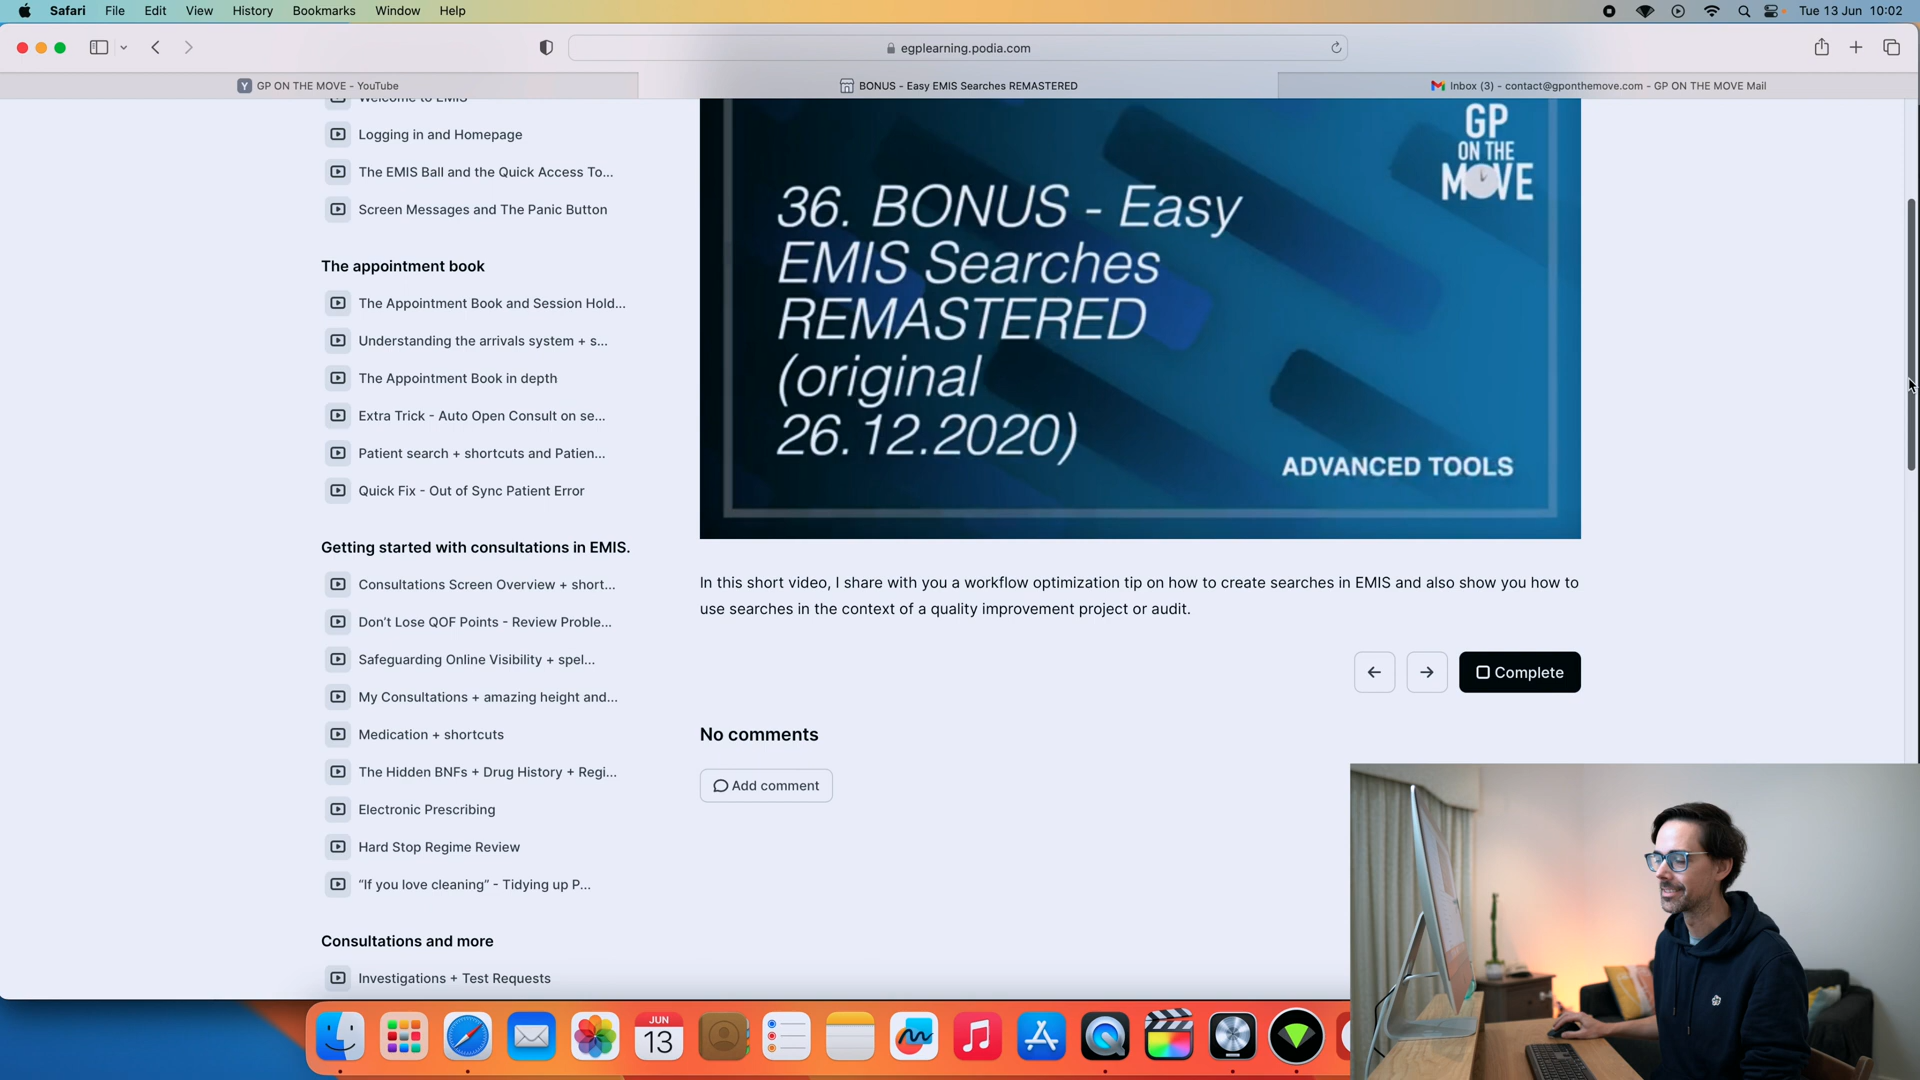 Safari File Edit View History Bookmarks Window Help
Tue 13 Jun 10:02
egplearning.podia.com
Y GP ON THE MOVE - YouTube
BONUS - Easy EMIS Searches REMASTERED
Inbox (3) - contact@gponthemove.com - GP ON THE MOVE Mail
Welcome to EMIS
Logging in and Homepage
The EMIS Ball and the Quick Access To...
Screen Messages and The Panic Button
The appointment book
The Appointment Book and Session Hold...
Understanding the arrivals system + s...
The Appointment Book in depth
Extra Trick - Auto Open Consult on se...
Patient search + shortcuts and Patien...
Quick Fix - Out of Sync Patient Error
Getting started with consultations in EMIS.
Consultations Screen Overview + short...
Don't Lose QOF Points - Review Proble...
Safeguarding Online Visibility + spel...
My Consultations + amazing height and...
Medication + shortcuts
The Hidden BNFs + Drug History + Regi...
Electronic Prescribing
Hard Stop Regime Review
“If you love cleaning” - Tidying up P...
Consultations and more
Investigations + Test Requests
GP
ON THE
MOVE
36. BONUS - Easy
EMIS Searches
REMASTERED
(original
26.12.2020)
ADVANCED TOOLS
In this short video, I share with you a workflow optimization tip on how to create searches in EMIS and also show you how to
use searches in the context of a quality improvement project or audit.
Complete
No comments
Add comment
JUN
13